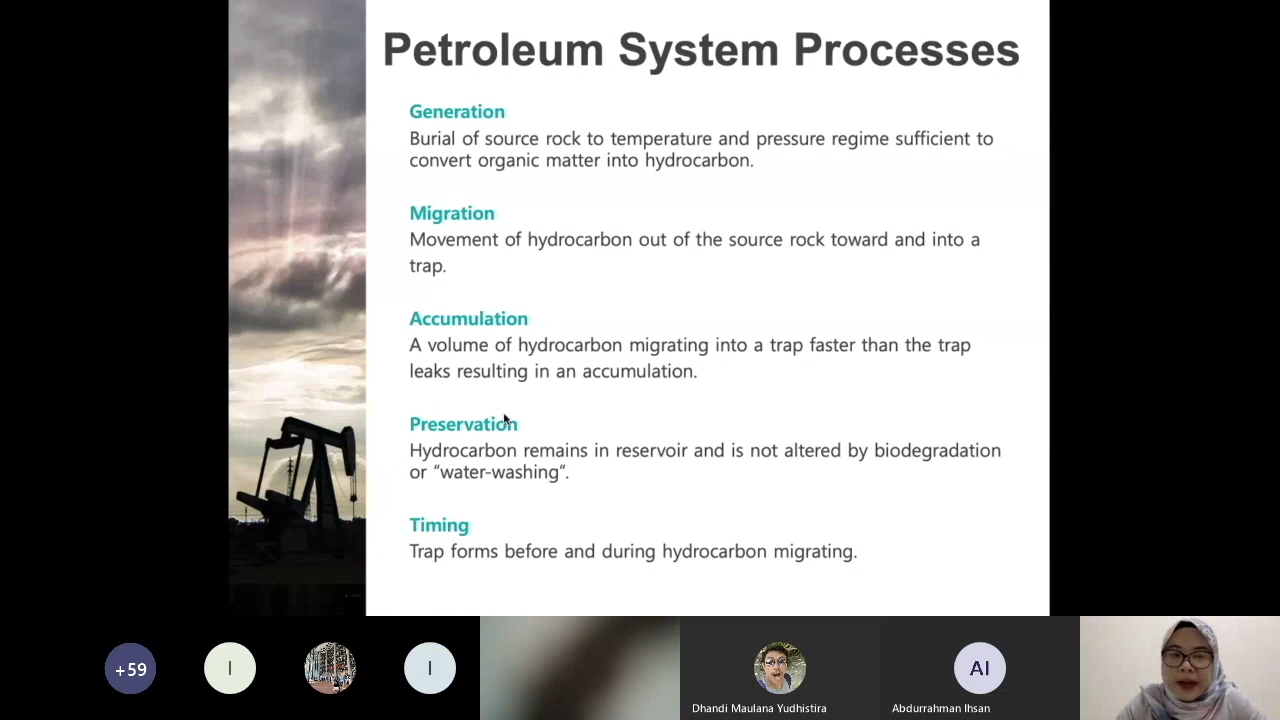 Petroleum System Processes
Generation
Burial of source rock to temperature and pressure regime sufficient to
convert organic matter into hydrocarbon.
Migration
Movement of hydrocarbon out of the source rock toward and into a
trap.
Accumulation
A volume of hydrocarbon migrating into a trap faster than the trap
leaks resulting in an accumulation.
Preservation
Hydrocarbon remains in reservoir and is not altered by biodegradation
or “water-washing”.
Timing
Trap forms before and during hydrocarbon migrating.
+59
I
I
AI
Dhandi Maulana Yudhistira
Abdurrahman Ihsan